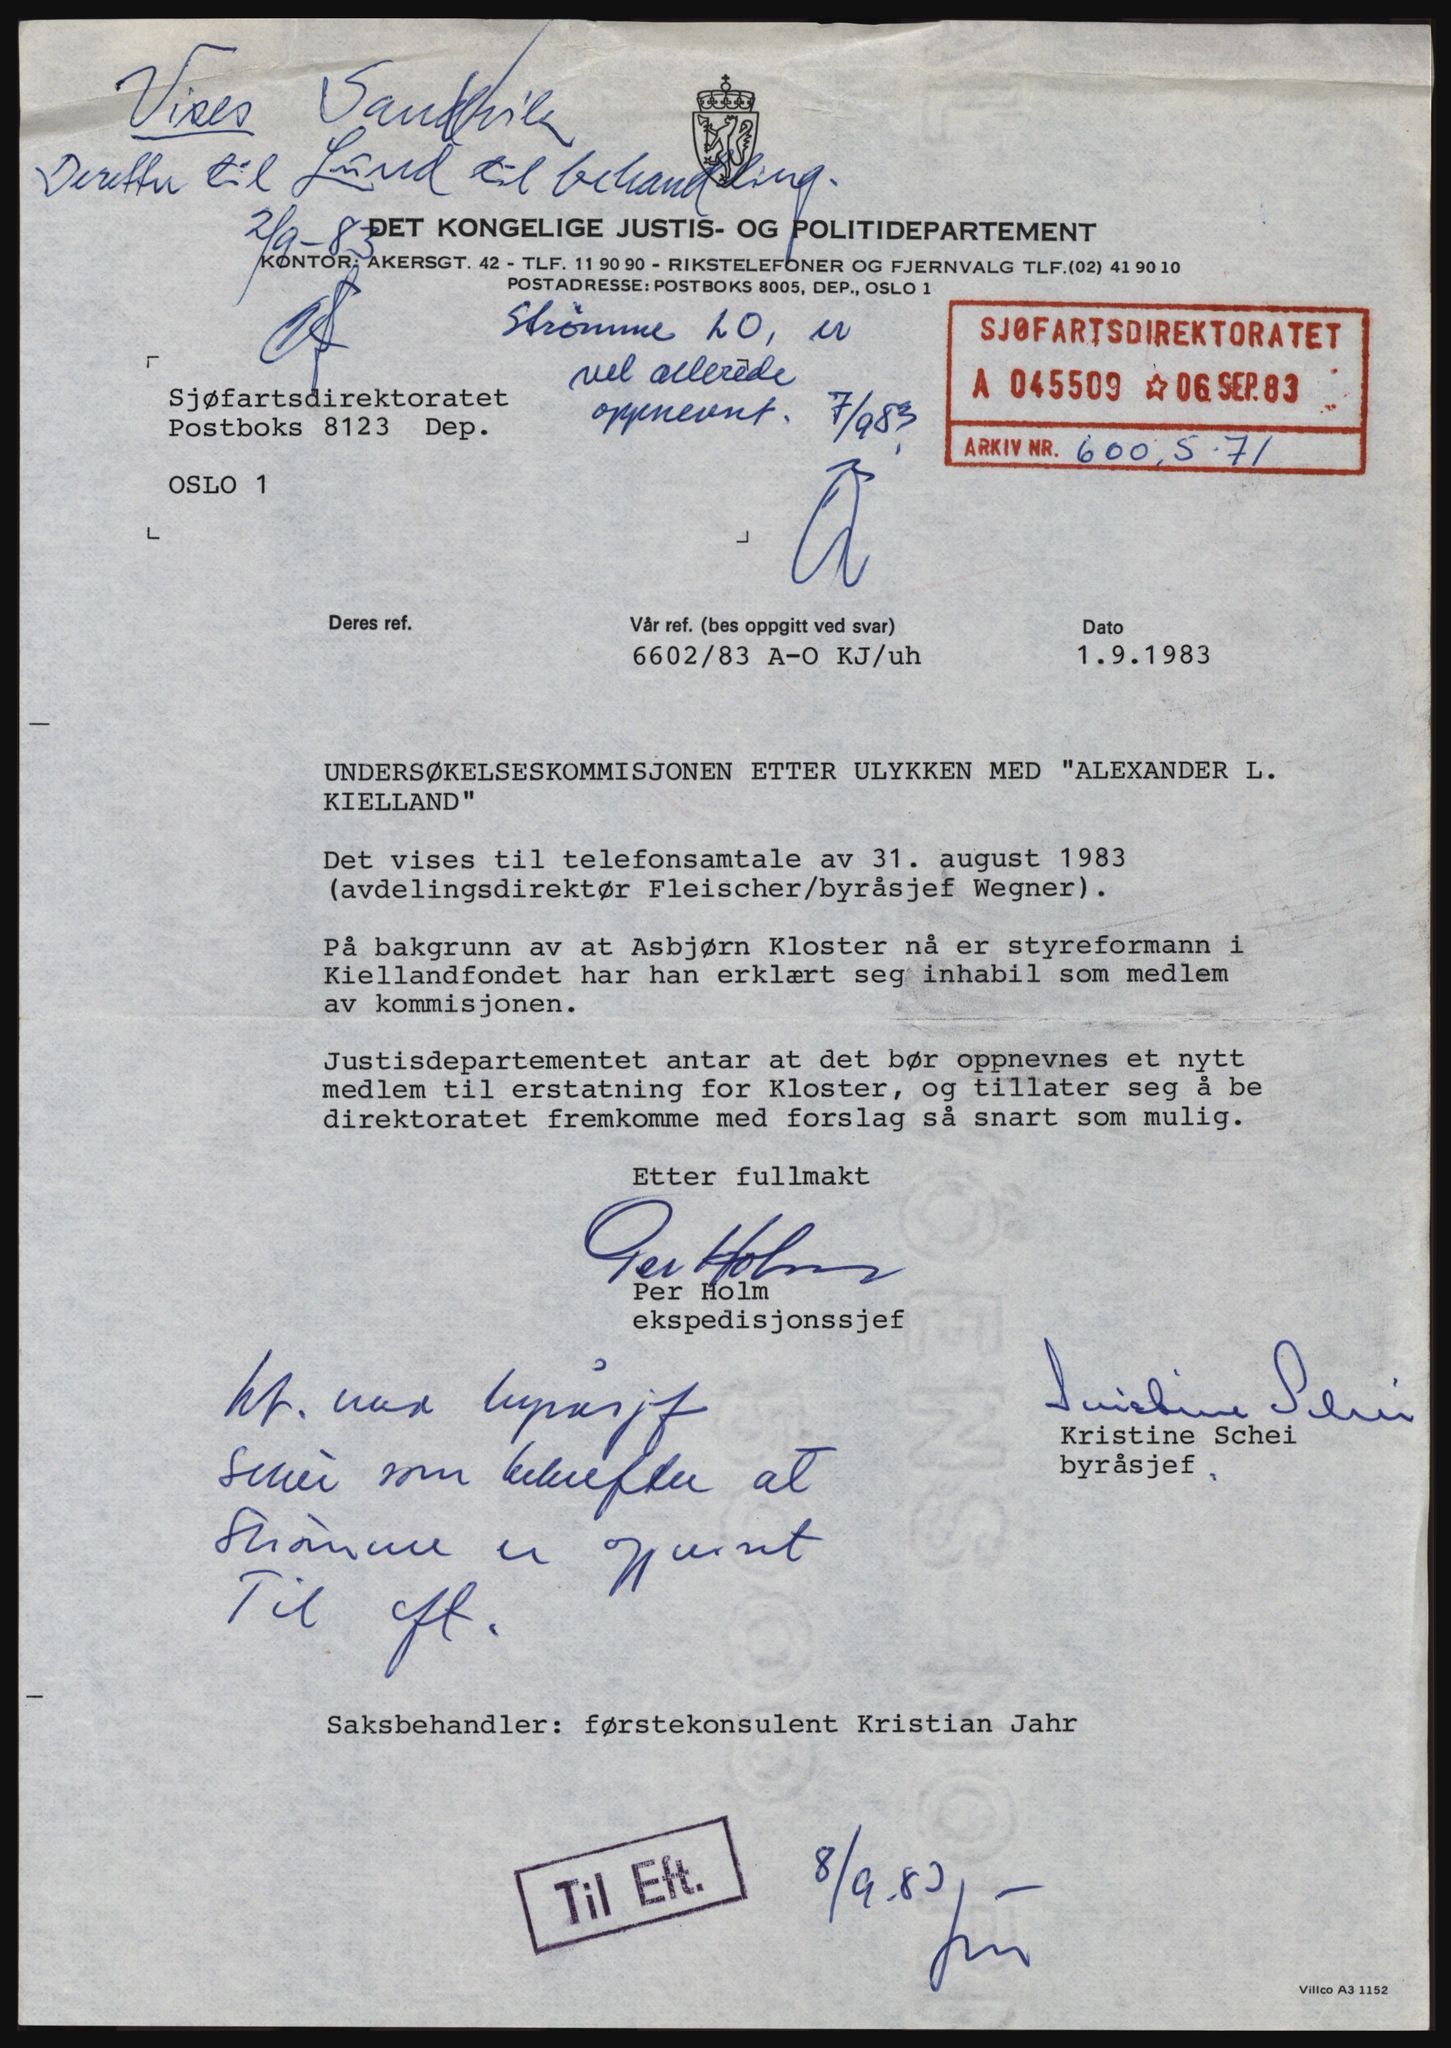 Vises Sandvik
Deretter til Lund til behandling.
2/9-83
DET KONGELIGE JUSTIS- OG POLITIDEPARTEMENT
KONTOR: AKERSGT. 42 - TLF. 11 90 90 - RIKSTELEFONER OG FJERNVALG TLF.(02) 41 90 10
POSTADRESSE: POSTBOKS 8005, DEP., OSLO 1
Strømme LO, er
vel allerede
oppnevnt. 7/9 83
SJØFARTSDIREKTORATET
A 045509 ☆ 06. SEP. 83
ARKIV NR. 600.5.71
Sjøfartsdirektoratet
Postboks 8123 Dep.
OSLO 1
Deres ref.
Vår ref. (bes oppgitt ved svar)
Dato
6602/83 A-O KJ/uh
1.9.1983
UNDERSØKELSESKOMMISJONEN ETTER ULYKKEN MED "ALEXANDER L.
KIELLAND"
Det vises til telefonsamtale av 31. august 1983
(avdelingsdirektør Fleischer/byråsjef Wegner).
På bakgrunn av at Asbjørn Kloster nå er styreformann i
Kiellandfondet har han erklært seg inhabil som medlem
av kommisjonen.
Justisdepartementet antar at det bør oppnevnes et nytt
medlem til erstatning for Kloster, og tillater seg å be
direktoratet fremkomme med forslag så snart som mulig.
Etter fullmakt
Per Holm
Per Holm
ekspedisjonssjef
Kristine Schei
Kristine Schei
byråsjef
byråsjef
Schei som bekrefter at
Strømme er oppnevnt
Til eft.
Saksbehandler: førstekonsulent Kristian Jahr
Til Eft.
8/9.83
Villco A3 1152